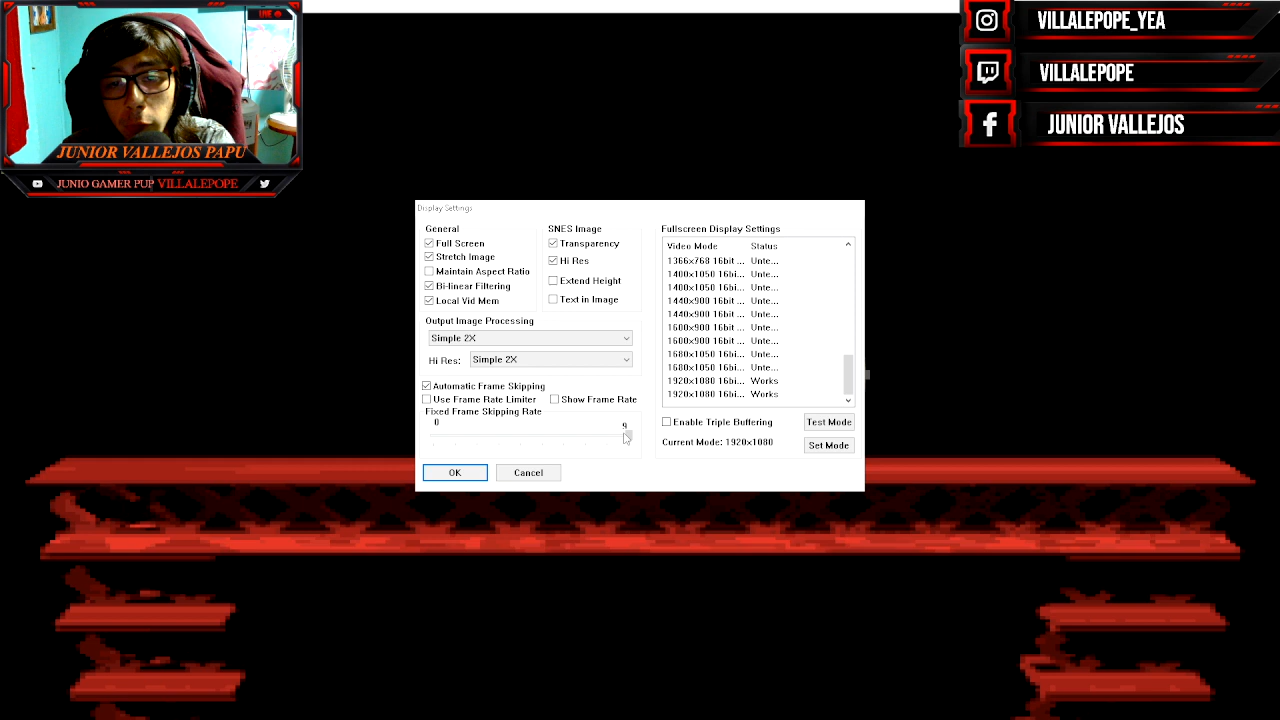 LIVE
VILLALEPOPE_YEA
VILLALEPOPE
JUNIOR VALLEJOS
JUNIOR VALLEJOS PAPU
JUNIO GAMER PUP VILLALEPOPE
Display Settings
General
Full Screen
Stretch Image
Maintain Aspect Ratio
Bi-linear Filtering
Local Vid Mem
SNES Image
Transparency
Hi Res
Extend Height
Text in Image
Output Image Processing
Simple 2X
Hi Res: Simple 2X
Automatic Frame Skipping
Use Frame Rate Limiter Show Frame Rate
Fixed Frame Skipping Rate
0 9
OK Cancel
Fullscreen Display Settings
Video Mode Status
1366x768 16bit ... Unte...
1400x1050 16bi... Unte...
1400x1050 16bi... Unte...
1440x900 16bit ... Unte...
1440x900 16bit ... Unte...
1600x900 16bit ... Unte...
1600x900 16bit ... Unte...
1680x1050 16bi... Unte...
1680x1050 16bi... Unte...
1920x1080 16bi... Works
1920x1080 16bi... Works
Enable Triple Buffering Test Mode
Current Mode: 1920x1080 Set Mode